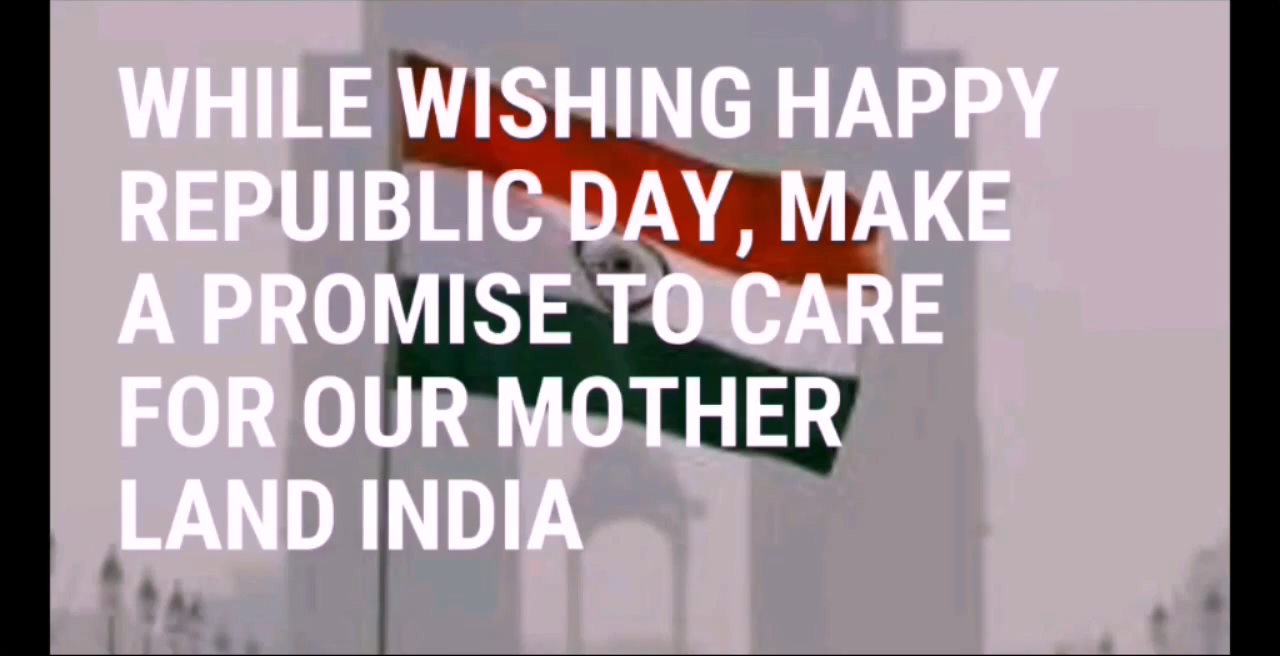 WHILE WISHING HAPPY
REPUIBLIC DAY, MAKE
A PROMISE TO CARE
FOR OUR MOTHER
LAND INDIA